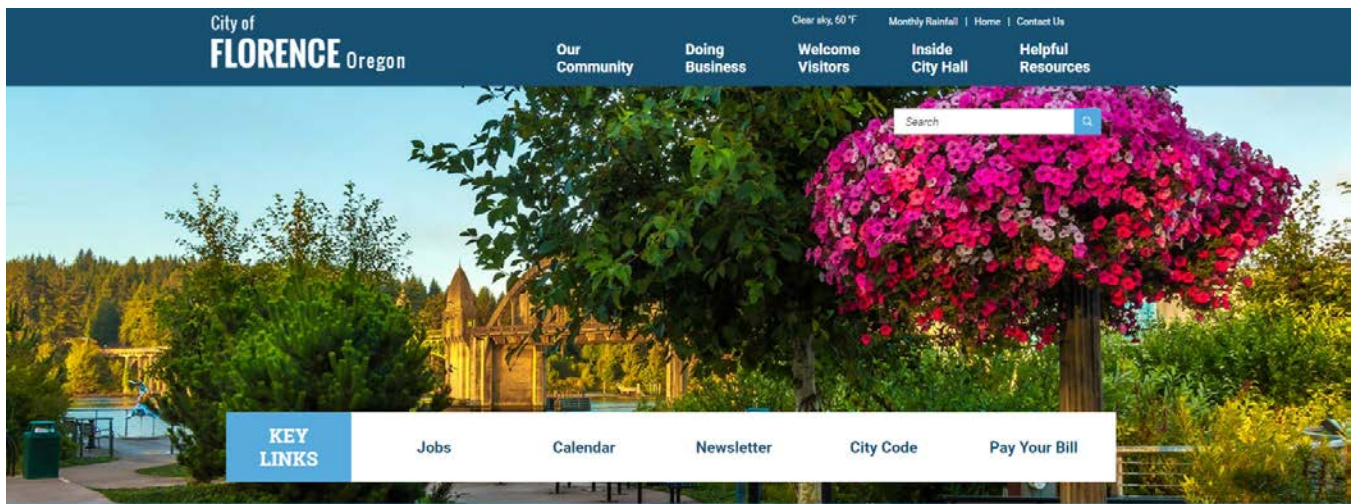 City of
FLORENCE Oregon
Clear sky, 60 °F
Monthly Rainfall | Home | Contact Us
Our
Community
Doing
Business
Welcome
Visitors
Inside
City Hall
Helpful
Resources
Search
KEY
LINKS
Jobs
Calendar
Newsletter
City Code
Pay Your Bill